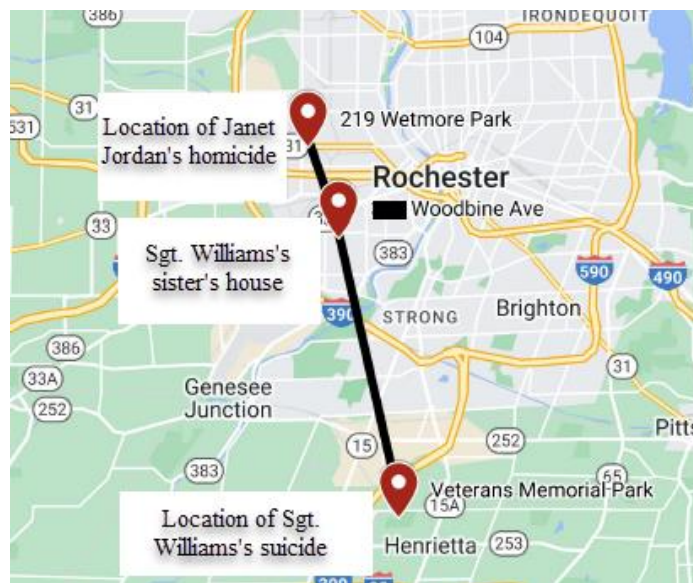 386
IRONDEQUOIT
104
31
531
Location of Janet
Jordan's homicide
219 Wetmore Park
31
Rochester
Woodbine Ave
33
33
Sgt. Williams's
sister's house
383
590
490
390
STRONG
Brighton
386
33A
252
Genesee
Junction
31
Pitts
15
252
383
65
Veterans Memorial Park
15A
Location of Sgt.
Williams's suicide
Henrietta
253
390